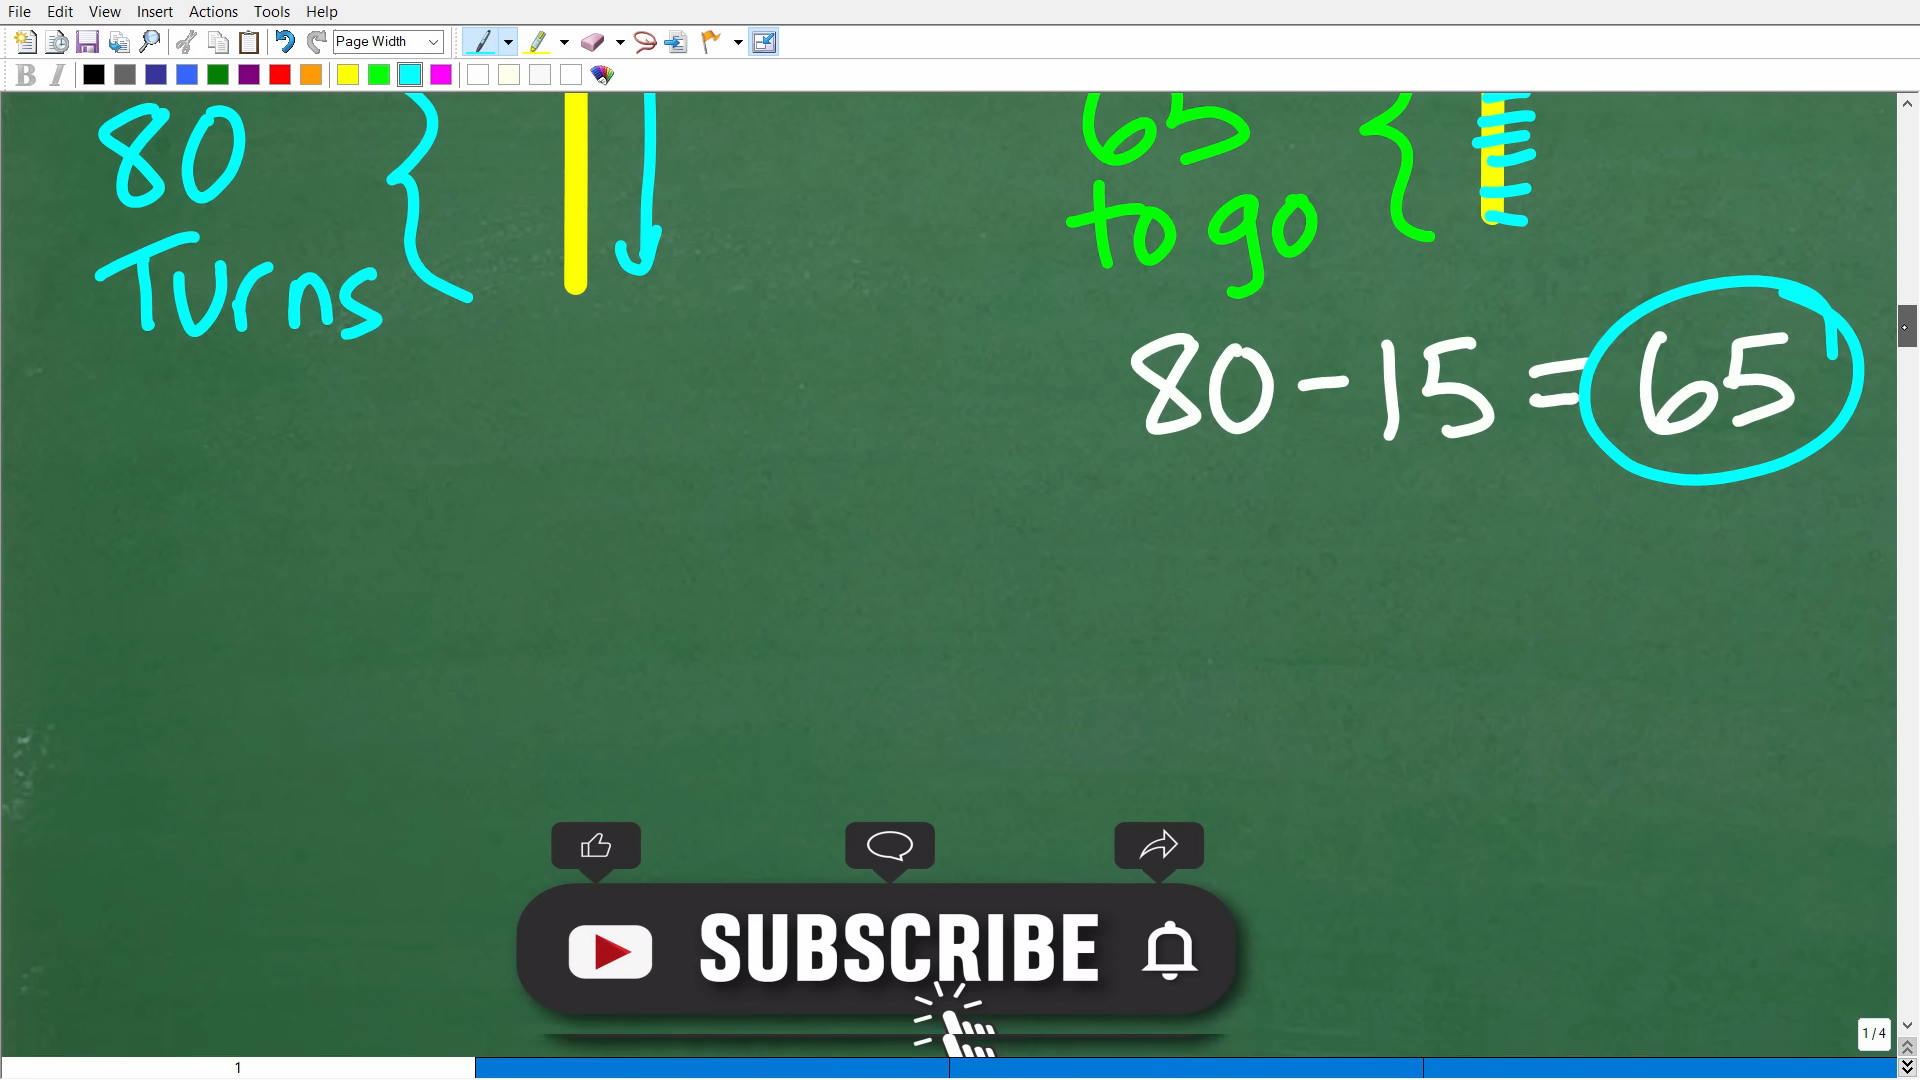 File Edit View Insert Actions Tools Help
Page Width
B I
80
Turns
65
to go
80-15=65
SUBSCRIBE
1 / 4
1